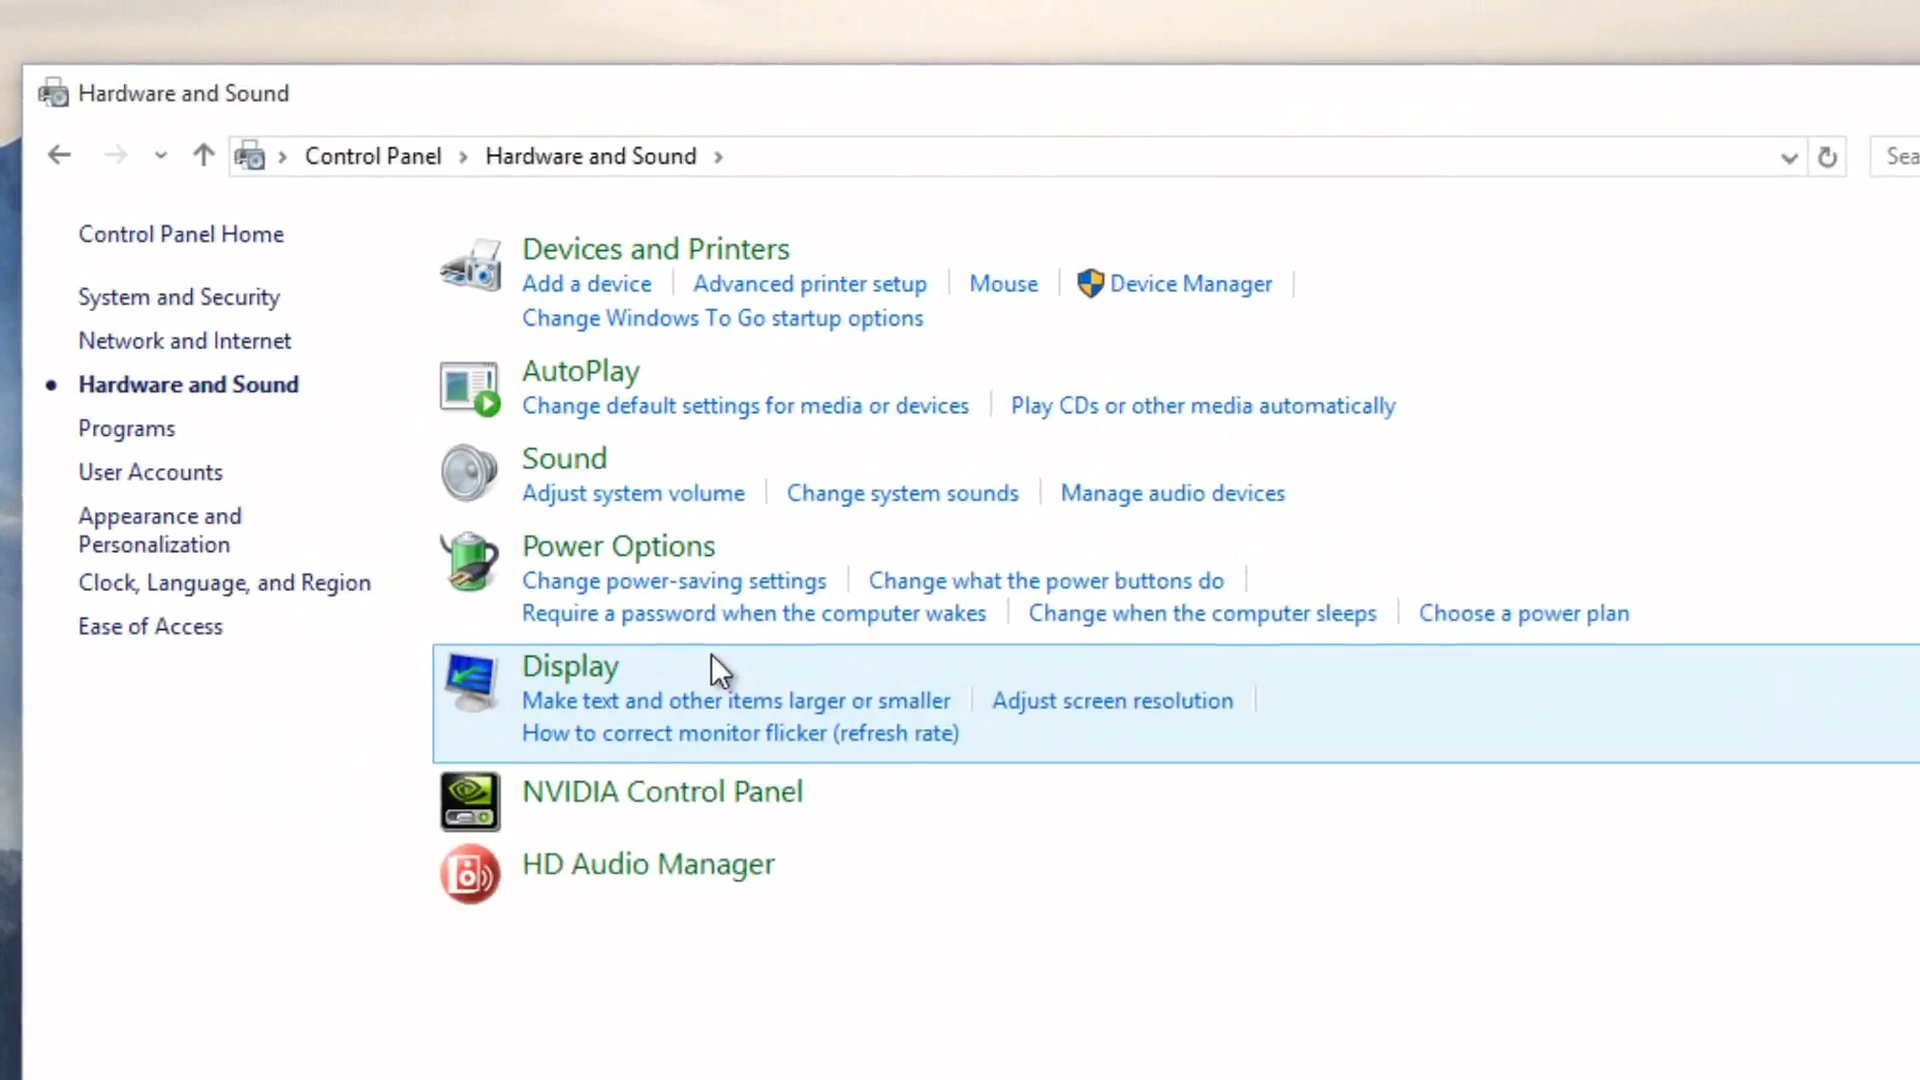 Hardware and Sound
Control Panel
Hardware and Sound
Sea
Control Panel Home
System and Security
Network and Internet
Hardware and Sound
Programs
User Accounts
Appearance and
Personalization
Clock, Language, and Region
Ease of Access
Devices and Printers
Add a device
Advanced printer setup
Mouse
Device Manager
Change Windows To Go startup options
AutoPlay
Change default settings for media or devices
Play CDs or other media automatically
Sound
Adjust system volume
Change system sounds
Manage audio devices
Power Options
Change power-saving settings
Change what the power buttons do
Require a password when the computer wakes
Change when the computer sleeps
Choose a power plan
Display
Make text and other items larger or smaller
Adjust screen resolution
How to correct monitor flicker (refresh rate)
NVIDIA Control Panel
HD Audio Manager